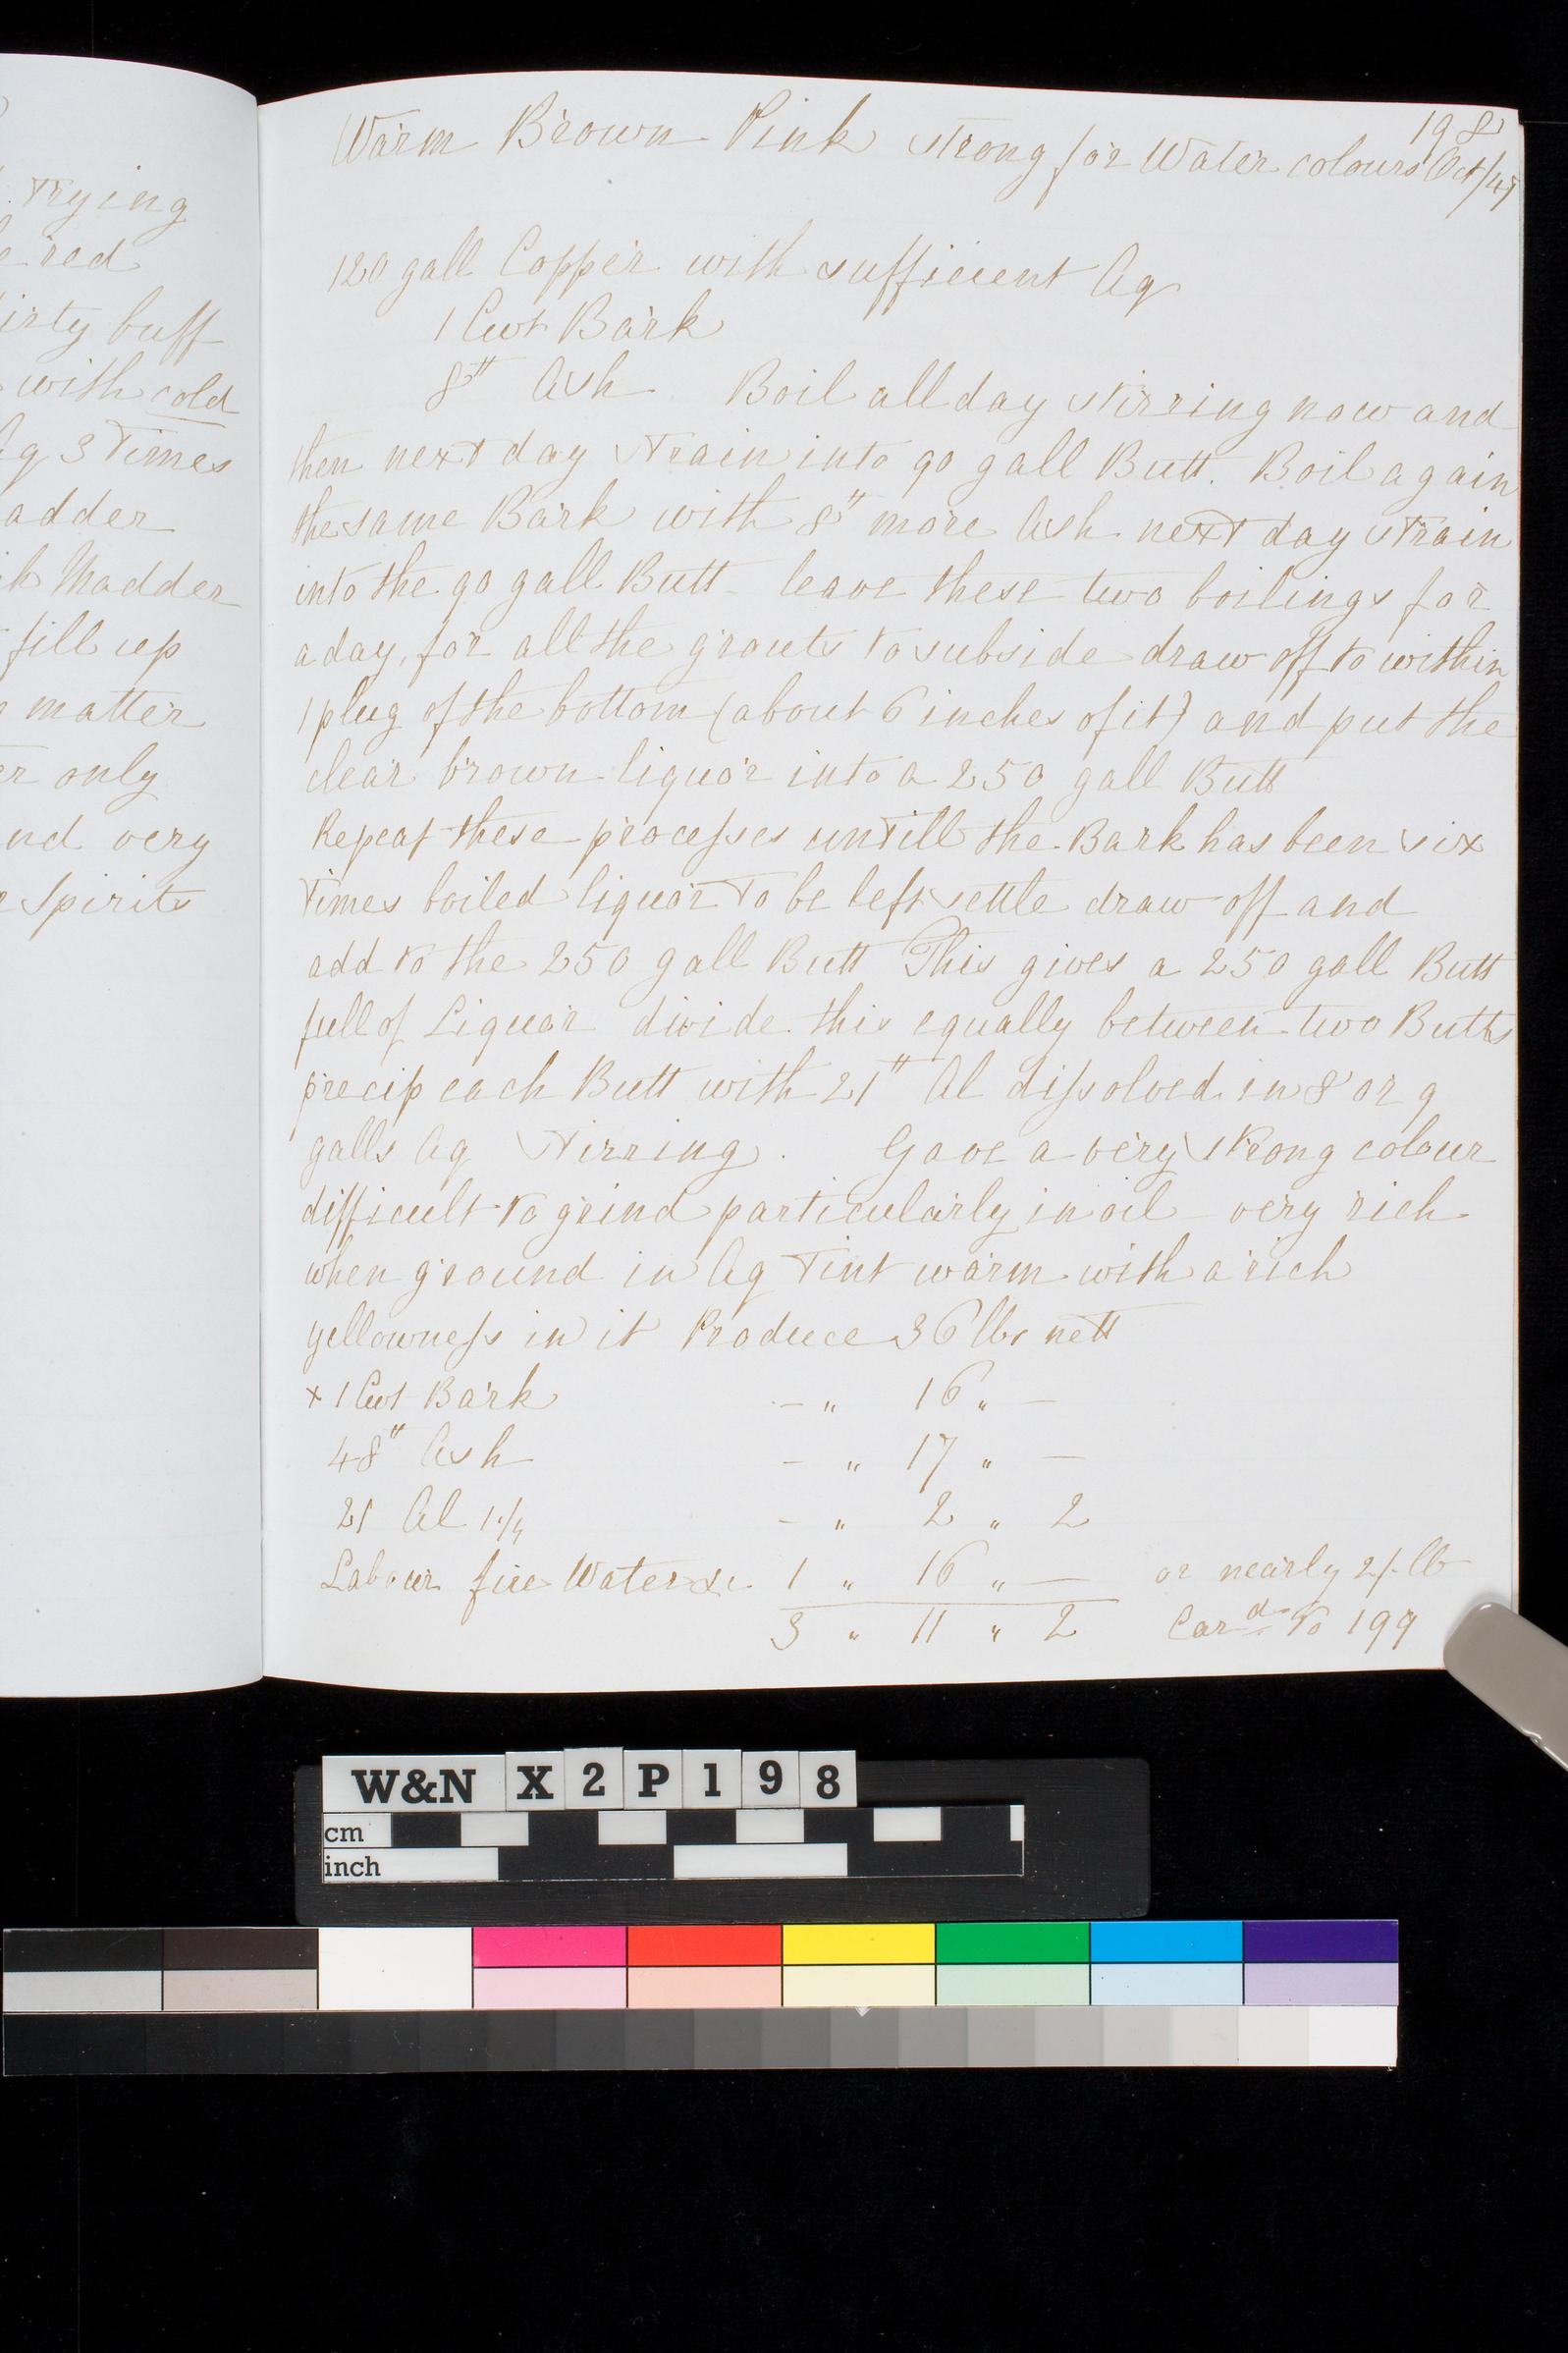 Trying
red
irty buff
with cold
Aq 3 Times
adder
Madder
fill up
matter
only
very
Spirits
198
Warm Brown Pink strong for Water colours Oct/47
120 gall Copper with sufficient Aq
1 Cwt Bark
8" Ash Boil all day stirring now and
then next day strain into 90 gall Butt. Boil again
the same Bark with 8" more Ash next day strain
into the 90 gall Butt - leave these two boilings for
a day, for all the grouts to subside draw off to within
1 plug of the bottom (about 6 inches of it) and put the
clear brown liquor into a 250 gall Butt
Repeat these processes untill the Bark has been six
Times boiled liquor To be left settle draw off and
add to the 250 gall Butt This gives a 250 gall Butt
full of Liquor divide this equally between two Butts
precip each Butt with 21" Al dissolved in 8 or 9
galls Aq stirring. Gave a very strong colour
difficult to grind particularly in oil very rich
when ground in Aq Tint warm with a rich
yellowness in it Produce 36 lbs nett
x 1 Cwt Bark - " 16 " -
48" Ash - " 17 " -
21 Al - " 2 " 2
Labour fire Water &c 1 " 16 " - or nearly 2/- lb
3 " 11 " 2 Card to 199
W&N X 2 P 1 9 8
cm
inch